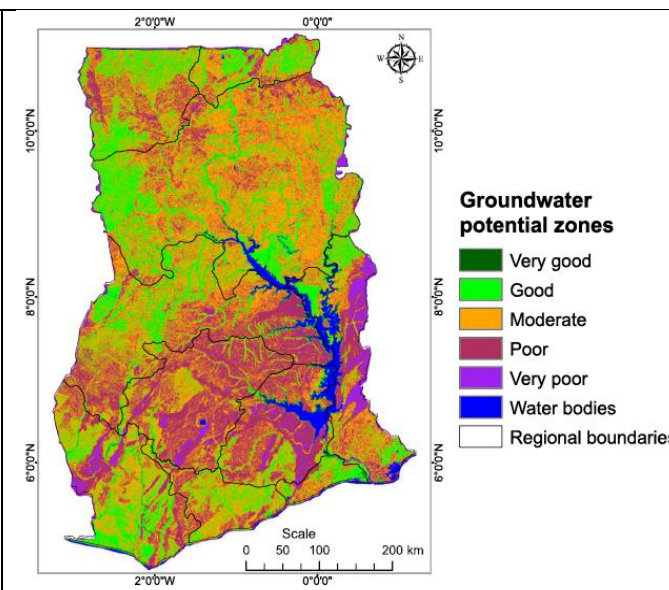 2°0'0"W 0°0'0"
N
W E
S
10°0'0"N 10°0'0"N
8°0'0"N 8°0'0"N
6°0'0"N 6°0'0"N
Scale
0 50 100 200 km
2°0'0"W 0°0'0"
Groundwater
potential zones
Very good
Good
Moderate
Poor
Very poor
Water bodies
Regional boundaries